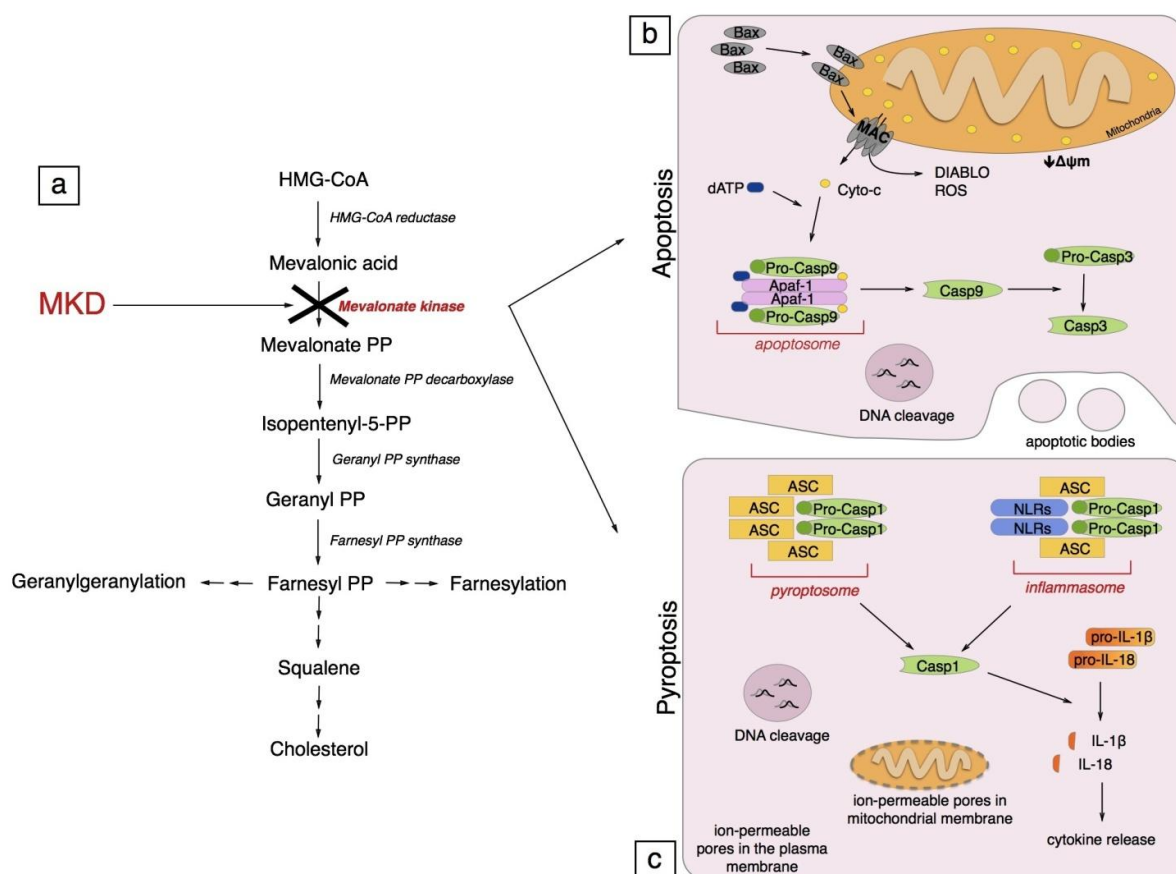 a
HMG-CoA
HMG-CoA reductase
Mevalonic acid
MKD
Mevalonate kinase
Mevalonate PP
Mevalonate PP decarboxylase
Isopentenyl-5-PP
Geranyl PP synthase
Geranyl PP
Farnesyl PP synthase
Geranylgeranylation
Farnesyl PP
Farnesylation
Squalene
Cholesterol
b
Apoptosis
Bax
Bax
Bax
Bax
Bax
MAC
Mitochondria
↓Δψm
DIABLO
ROS
dATP
Cyto-c
Pro-Casp9
Apaf-1
Apaf-1
Pro-Casp9
apoptosome
Casp9
Pro-Casp3
Casp3
DNA cleavage
apoptotic bodies
Pyroptosis
ASC
ASC
Pro-Casp1
ASC
Pro-Casp1
ASC
pyroptosome
ASC
NLRs
Pro-Casp1
NLRs
Pro-Casp1
ASC
inflammasome
Casp1
pro-IL-1β
pro-IL-18
IL-1β
IL-18
cytokine release
DNA cleavage
ion-permeable pores in
mitochondrial membrane
ion-permeable
pores in the plasma
membrane
c